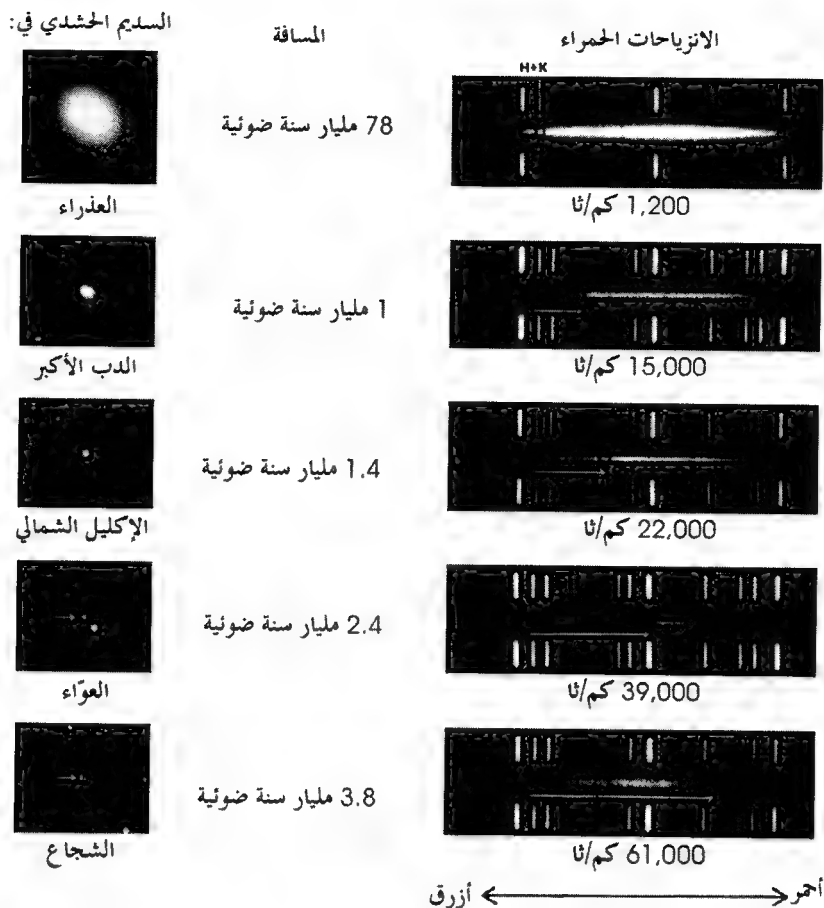 السديم الحشدي في: المسافة الانزياحات الحمراء
H+K
78 مليار سنة ضوئية
العذراء 1,200 كم/ثا
1 مليار سنة ضوئية
الدب الأكبر 15,000 كم/ثا
1.4 مليار سنة ضوئية
الإكليل الشمالي 22,000 كم/ثا
2.4 مليار سنة ضوئية
العوّاء 39,000 كم/ثا
3.8 مليار سنة ضوئية
الشجاع 61,000 كم/ثا
أحمر أزرق